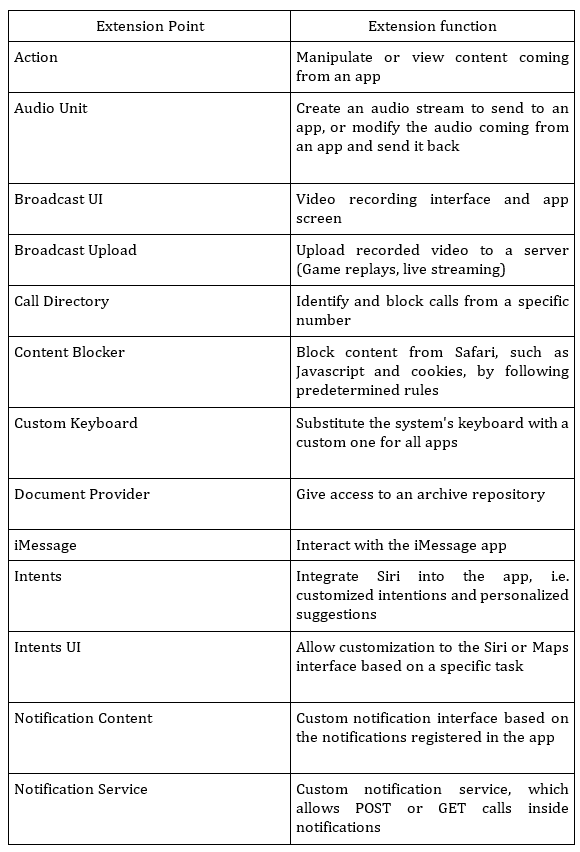 Extension Point Extension function
Action Manipulate or view content coming
from an app
Audio Unit Create an audio stream to send to an
app, or modify the audio coming from
an app and send it back
Broadcast UI Video recording interface and app
screen
Broadcast Upload Upload recorded video to a server
(Game replays, live streaming)
Call Directory Identify and block calls from a specific
number
Content Blocker Block content from Safari, such as
Javascript and cookies, by following
predetermined rules
Custom Keyboard Substitute the system's keyboard with a
custom one for all apps
Document Provider Give access to an archive repository
iMessage Interact with the iMessage app
Intents Integrate Siri into the app, i.e.
customized intentions and personalized
suggestions
Intents UI Allow customization to the Siri or Maps
interface based on a specific task
Notification Content Custom notification interface based on
the notifications registered in the app
Notification Service Custom notification service, which
allows POST or GET calls inside
notifications